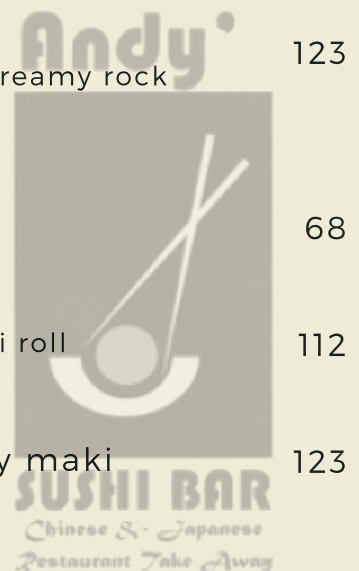 Andy'
123
reamy rock
68
i roll
112
y maki
123
SUSHI BAR
Chinese & Japanese
Restaurant Take Away